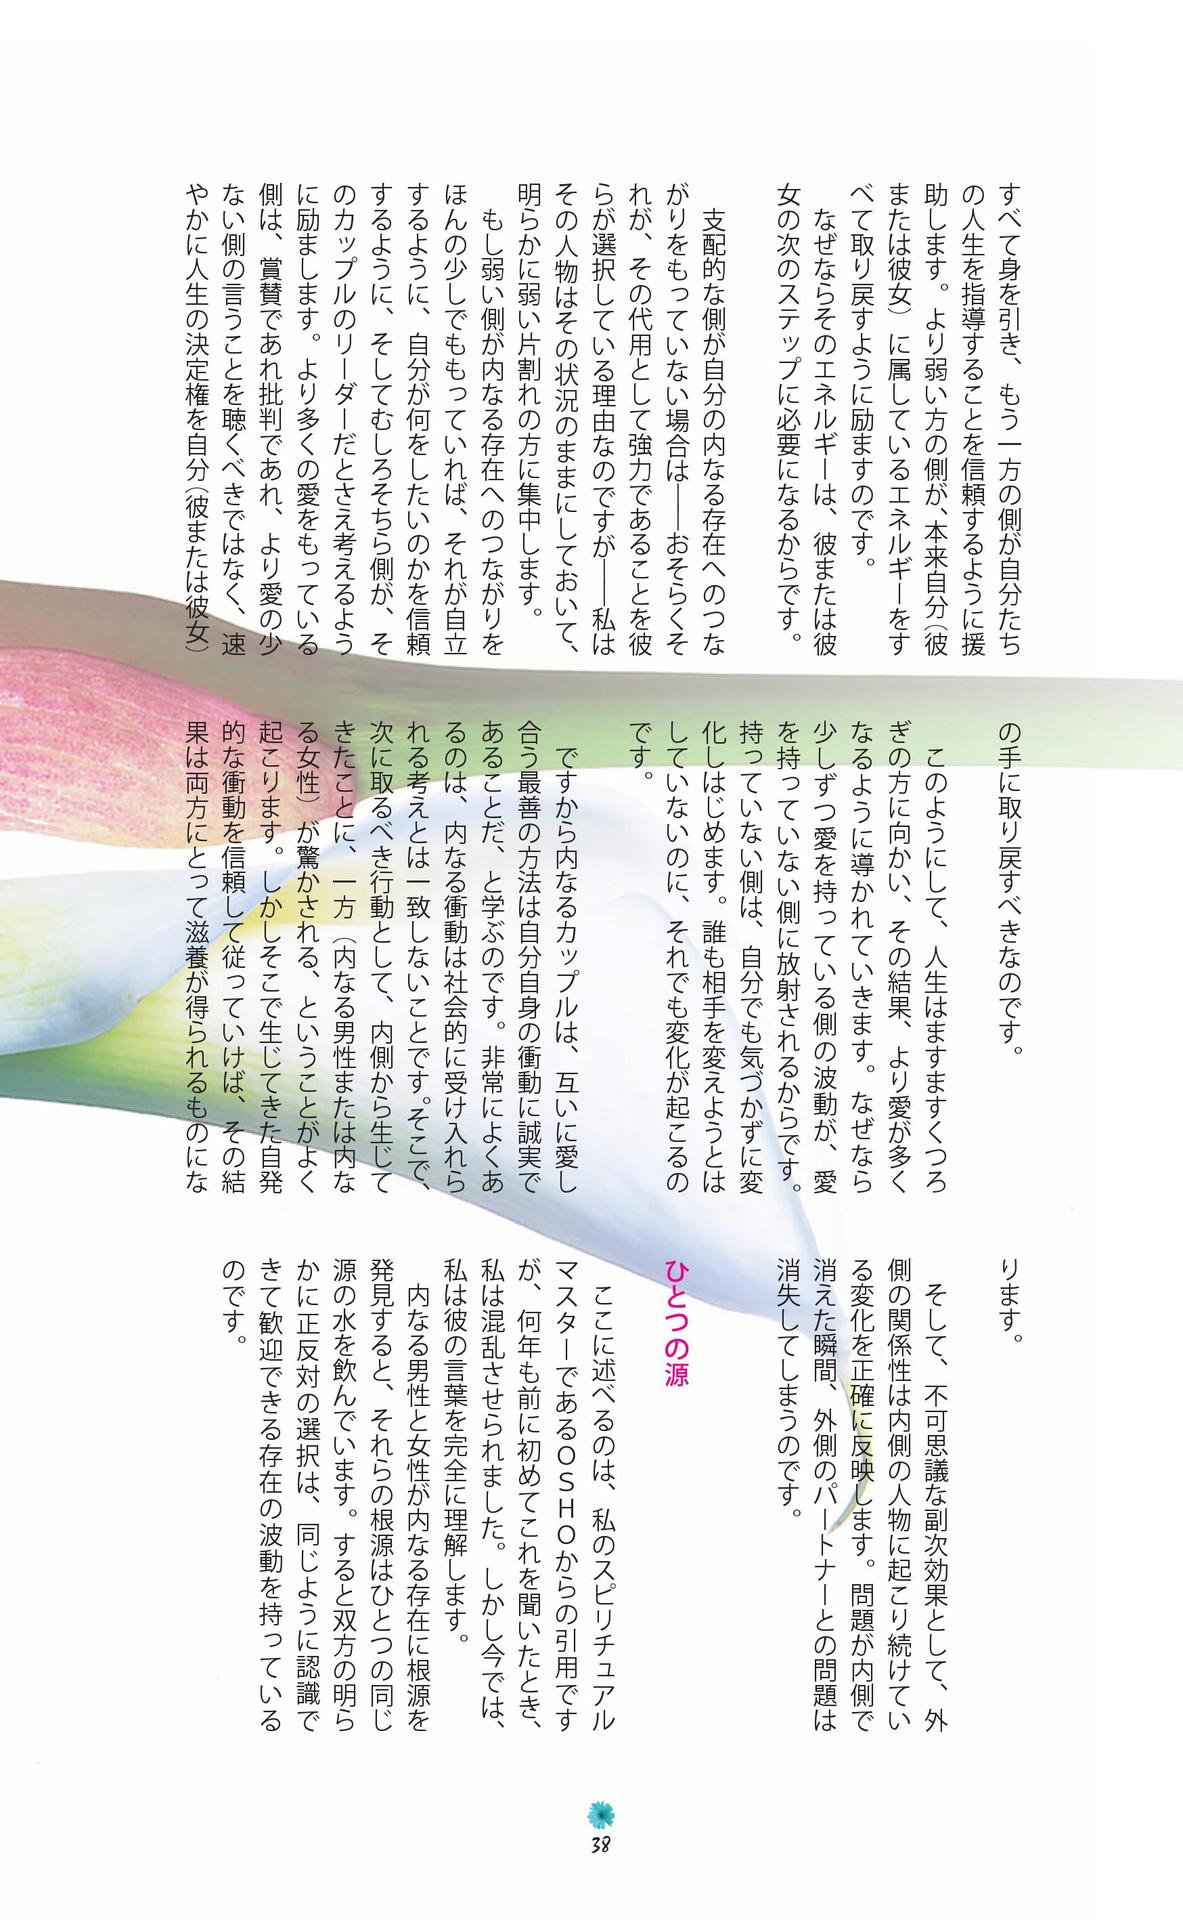 すべて身を引き、もう一方の側が自分たち
の人生を指導することを信頼するように援
助します。より弱い方の側が、本来自分（彼
または彼女）に属しているエネルギーをす
べて取り戻すように励ますのです。
なぜならそのエネルギーは、彼または彼
女の次のステップに必要になるからです。
支配的な側が自分の内なる存在へのつな
がりをもっていない場合は――おそらくそ
れが、その代用として強力であることを彼
らが選択している理由なのですが――私は
その人物はその状況のままにしておいて、
明らかに弱い片割れの方に集中します。
もし弱い側が内なる存在へのつながりを
ほんの少しでももっていれば、それが自立
するように、自分が何をしたいのかを信頼
するように、そしてむしろそちら側が、そ
のカップルのリーダーだとさえ考えるよう
に励まします。より多くの愛をもっている
側は、賞賛であれ批判であれ、より愛の少
ない側の言うことを聴くべきではなく、速
やかに人生の決定権を自分（彼または彼女）
の手に取り戻すべきなのです。
このようにして、人生はますますくつろ
ぎの方に向かい、その結果、より愛が多く
なるように導かれていきます。なぜなら
少しずつ愛を持っている側の波動が、愛
を持っていない側に放射されるからです。
持っていない側は、自分でも気づかずに変
化しはじめます。誰も相手を変えようとは
していないのに、それでも変化が起こるの
です。
ですから内なるカップルは、互いに愛し
合う最善の方法は自分自身の衝動に誠実で
あることだ、と学ぶのです。非常によくあ
るのは、内なる衝動は社会的に受け入れら
れる考えとは一致しないことです。そこで、
次に取るべき行動として、内側から生じて
きたことに、一方（内なる男性または内な
る女性）が驚かされる、ということがよく
起こります。しかしそこで生じてきた自発
的な衝動を信頼して従っていけば、その結
果は両方にとって滋養が得られるものにな
ります。
そして、不可思議な副次効果として、外
側の関係性は内側の人物に起こり続けてい
る変化を正確に反映します。問題が内側で
消えた瞬間、外側のパートナーとの問題は
消失してしまうのです。
ひとつの源
ここに述べるのは、私のスピリチュアル
マスターであるOSHOからの引用です
が、何年も前に初めてこれを聞いたとき、
私は混乱させられました。しかし今では、
私は彼の言葉を完全に理解します。
内なる男性と女性が内なる存在に根源を
発見すると、それらの根源はひとつの同じ
源の水を飲んでいます。すると双方の明ら
かに正反対の選択は、同じように認識で
きて歓迎できる存在の波動を持っている
のです。
38